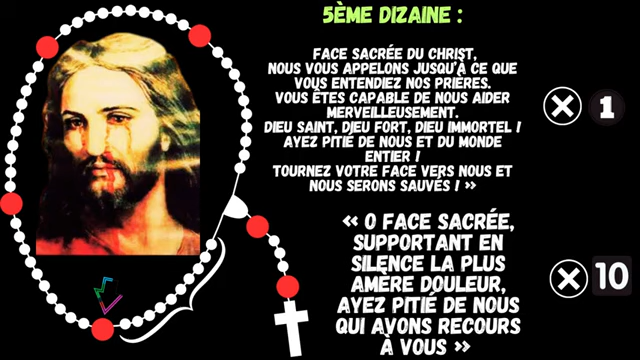 5ÈME DIZAINE :
FACE SACRÉE DU CHRIST,
NOUS VOUS APPELONS JUSQU'À CE QUE
VOUS ENTENDIEZ NOS PRIÈRES.
VOUS ÊTES CAPABLE DE NOUS AIDER
MERVEILLEUSEMENT.
DIEU SAINT, DIEU FORT, DIEU IMMORTEL !
AYEZ PITIÉ DE NOUS ET DU MONDE
ENTIER !
TOURNEZ VOTRE FACE VERS NOUS ET
NOUS SERONS SAUVÉS ! »
× 1
« O FACE SACRÉE,
SUPPORTANT EN
SILENCE LA PLUS
AMÈRE DOULEUR,
AYEZ PITIÉ DE NOUS
QUI AVONS RECOURS
À VOUS »
× 10